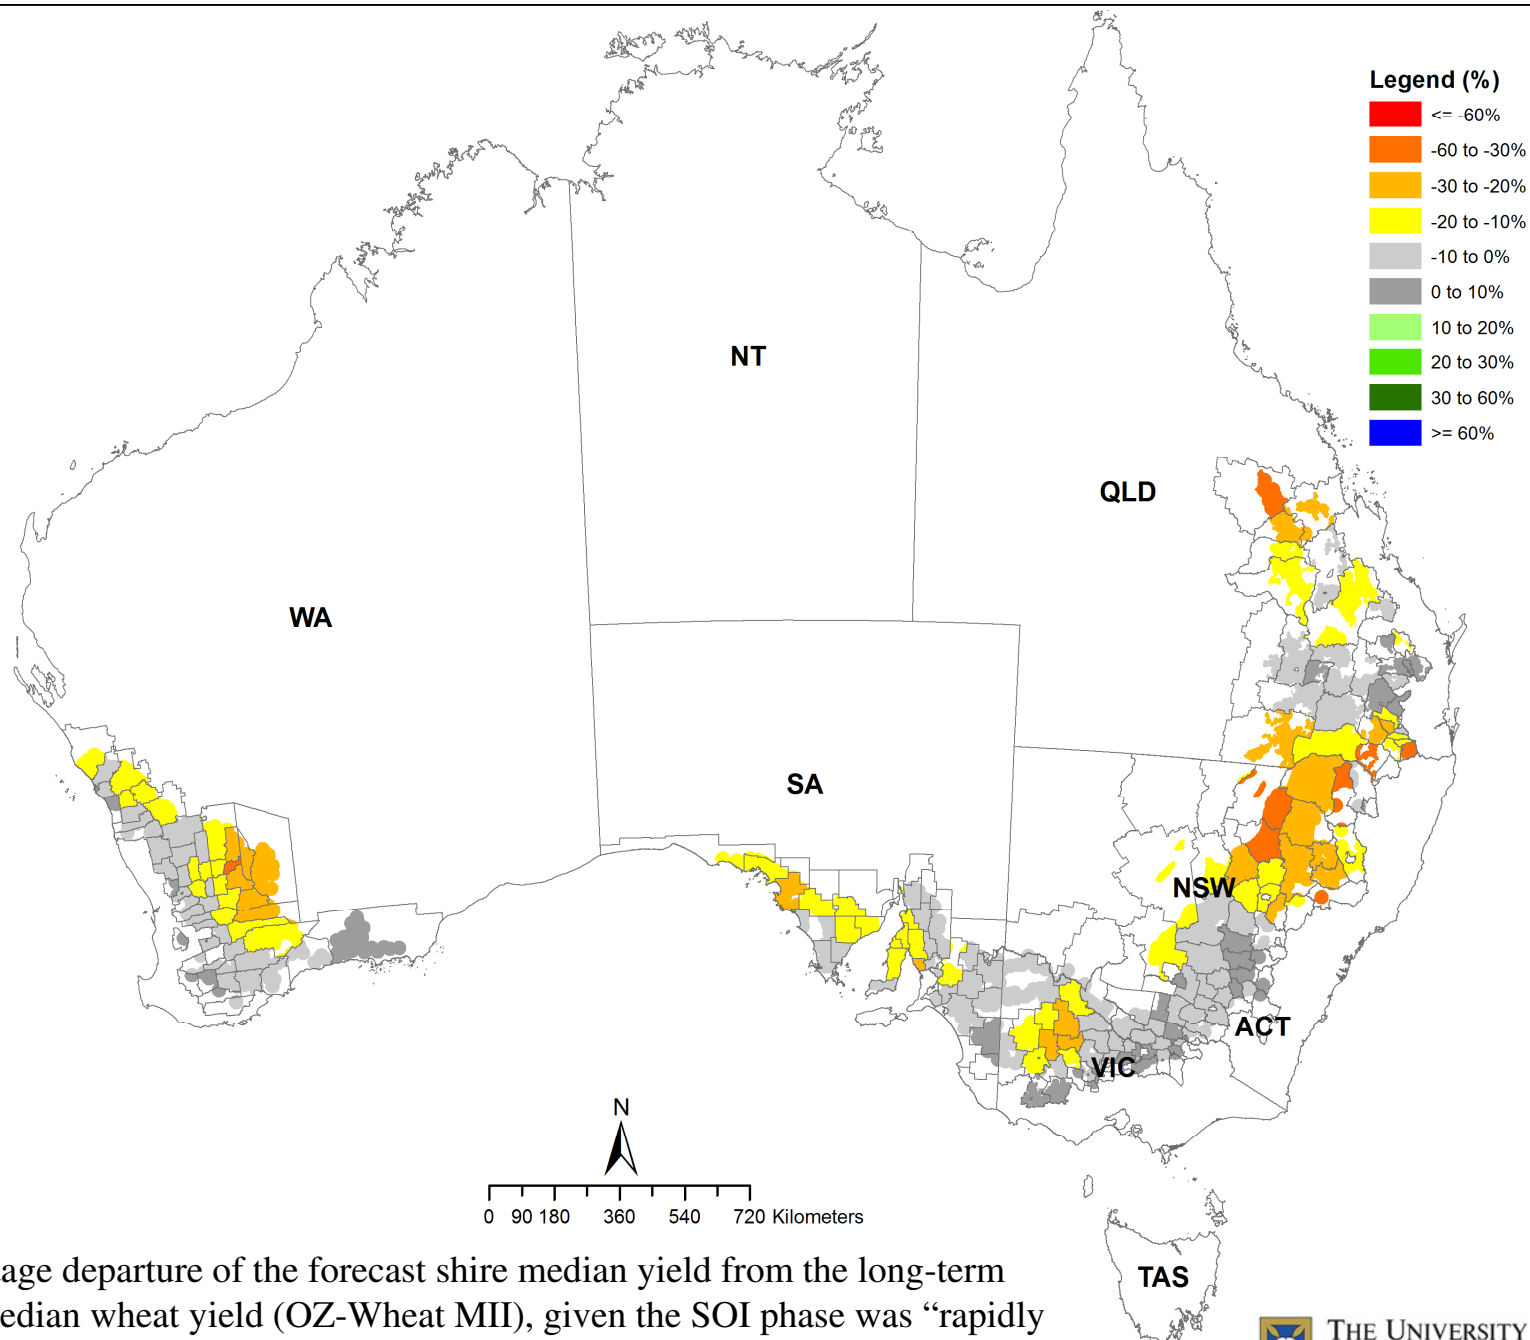 Legend (%)
<= -60%
-60 to -30%
-30 to -20%
-20 to -10%
-10 to 0%
0 to 10%
10 to 20%
20 to 30%
30 to 60%
>= 60%
NT
QLD
WA
SA
NSW
ACT
VIC
N
0 90 180 360 540 720 Kilometers
TAS
age departure of the forecast shire median yield from the long-term
edian wheat yield (OZ-Wheat MII), given the SOI phase was “rapidly
THE UNIVERSITY